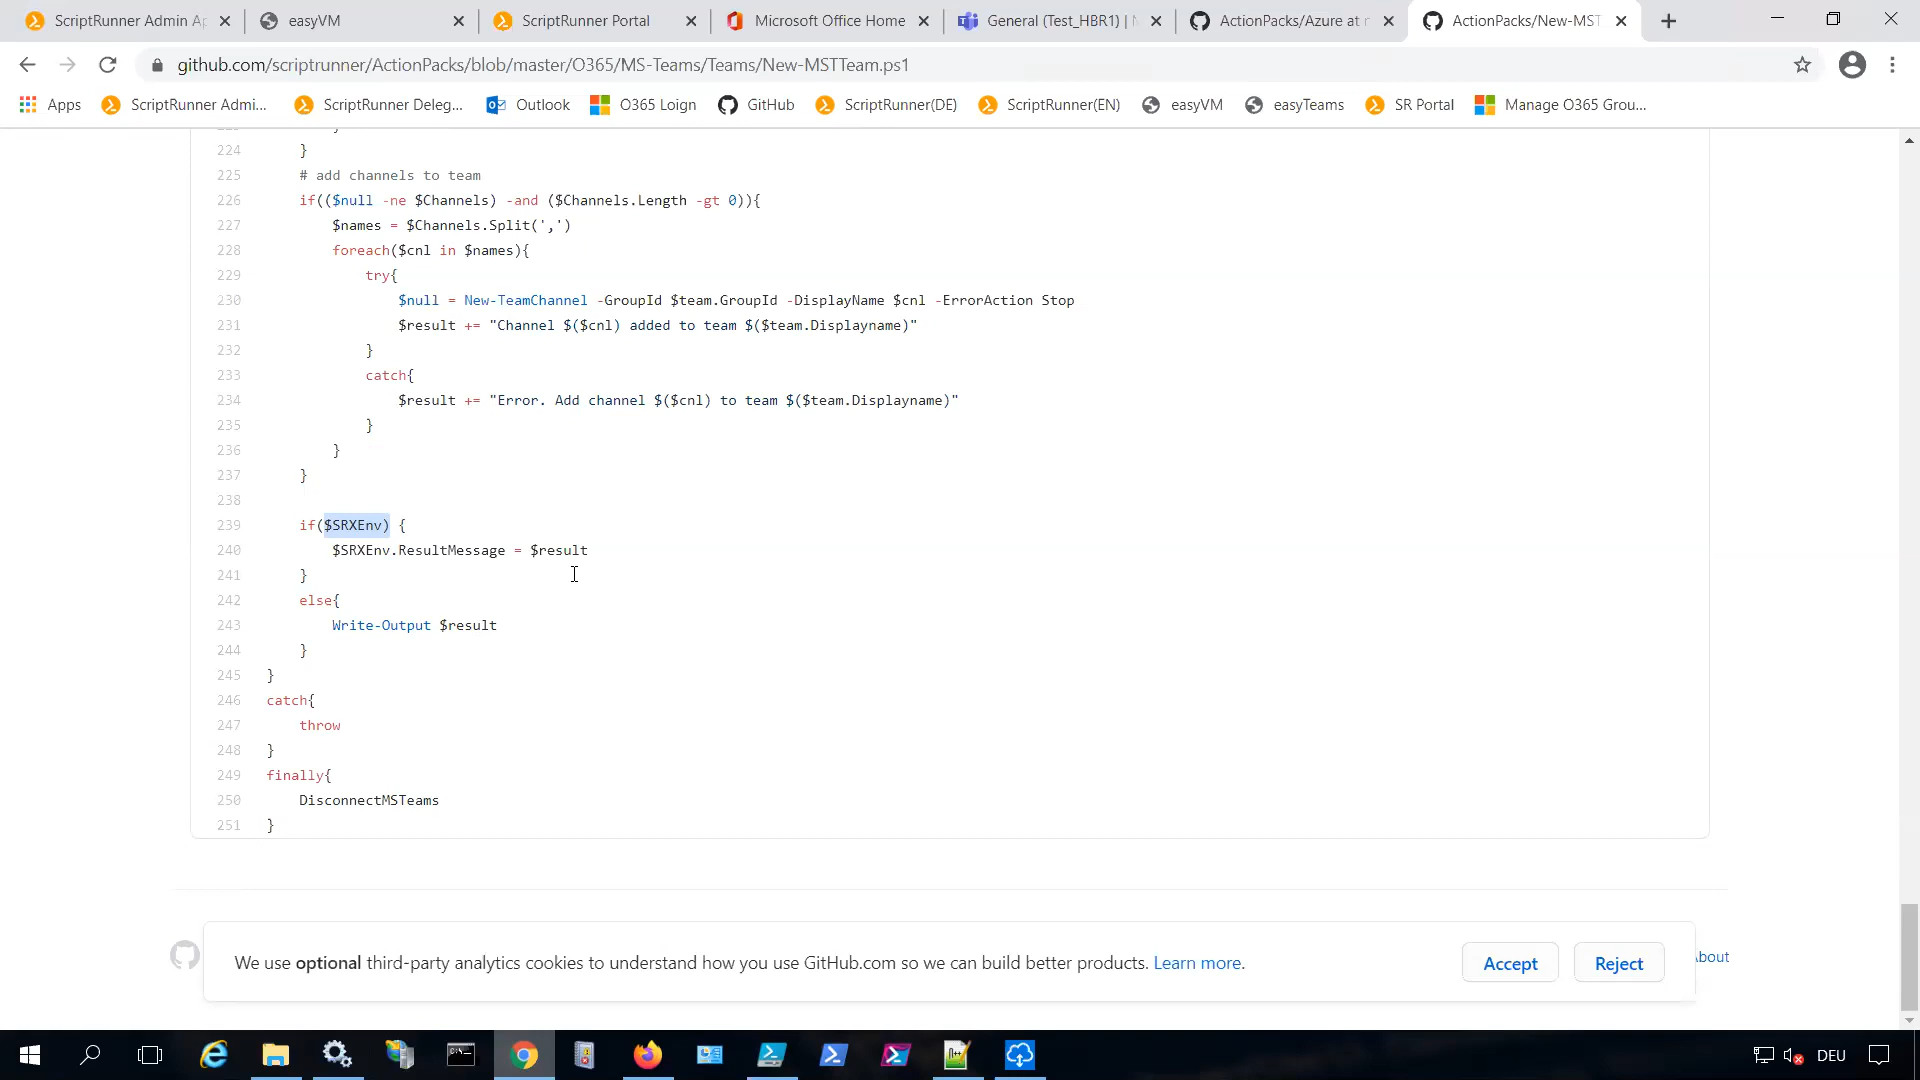 ScriptRunner Admin Ap
easyVM
ScriptRunner Portal
Microsoft Office Home
General (Test_HBR1) |
ActionPacks/Azure at
ActionPacks/New-MST
github.com/scriptrunner/ActionPacks/blob/master/O365/MS-Teams/Teams/New-MSTTeam.ps1
Apps
ScriptRunner Admi...
ScriptRunner Deleg...
Outlook
O365 Loign
GitHub
ScriptRunner(DE)
ScriptRunner(EN)
easyVM
easyTeams
SR Portal
Manage O365 Grou...
224 }
225 # add channels to team
226 if(($null -ne $Channels) -and ($Channels.Length -gt 0)){
227 $names = $Channels.Split(',')
228 foreach($cnl in $names){
229 try{
230 $null = New-TeamChannel -GroupId $team.GroupId -DisplayName $cnl -ErrorAction Stop
231 $result += "Channel $($cnl) added to team $($team.Displayname)"
232 }
233 catch{
234 $result += "Error. Add channel $($cnl) to team $($team.Displayname)"
235 }
236 }
237 }
238
239 if($SRXEnv) {
240 $SRXEnv.ResultMessage = $result
241 }
242 else{
243 Write-Output $result
244 }
245 }
246 catch{
247 throw
248 }
249 finally{
250 DisconnectMSTeams
251 }
We use optional third-party analytics cookies to understand how you use GitHub.com so we can build better products. Learn more.
Accept
Reject
About
DEU